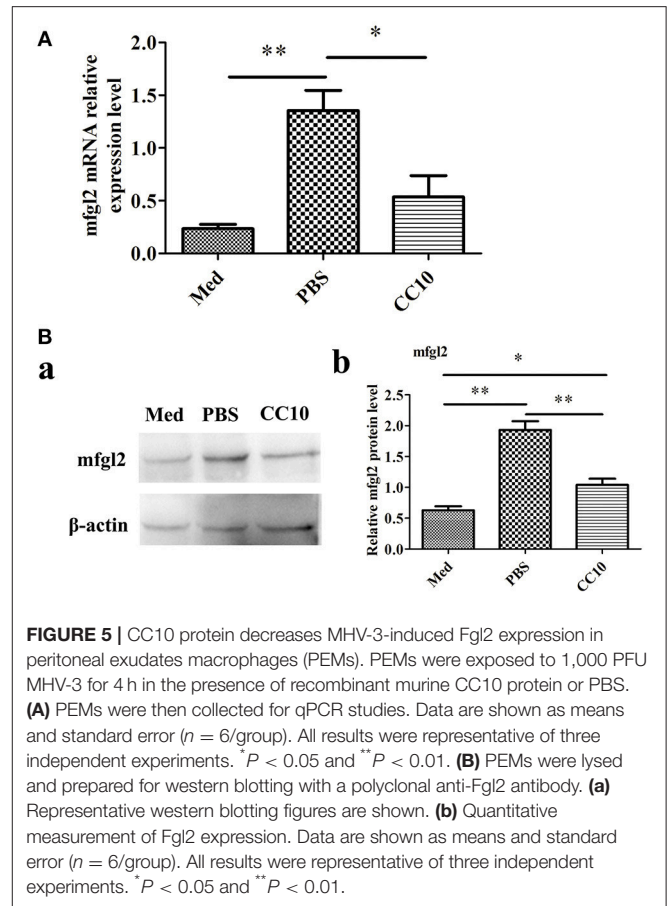 A
** *
mfgl2 mRNA relative
expression level
2.0
1.5
1.0
0.5
0.0
Med PBS CC10
B
a
Med PBS CC10
mfgl2
β-actin
b
mfgl2
*
** **
Relative mfgl2 protein level
2.5
2.0
1.5
1.0
0.5
0.0
Med PBS CC10
FIGURE 5 | CC10 protein decreases MHV-3-induced Fgl2 expression in
peritoneal exudates macrophages (PEMs). PEMs were exposed to 1,000 PFU
MHV-3 for 4 h in the presence of recombinant murine CC10 protein or PBS.
(A) PEMs were then collected for qPCR studies. Data are shown as means
and standard error (n = 6/group). All results were representative of three
independent experiments. *P < 0.05 and **P < 0.01. (B) PEMs were lysed
and prepared for western blotting with a polyclonal anti-Fgl2 antibody. (a)
Representative western blotting figures are shown. (b) Quantitative
measurement of Fgl2 expression. Data are shown as means and standard
error (n = 6/group). All results were representative of three independent
experiments. *P < 0.05 and **P < 0.01.